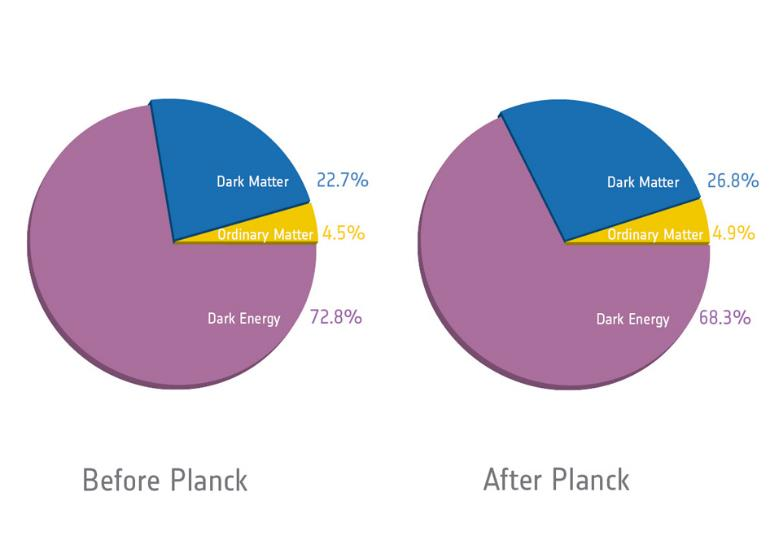 Dark Matter 22.7%
Ordinary Matter 4.5%
Dark Energy 72.8%
Before Planck
Dark Matter 26.8%
Ordinary Matter 4.9%
Dark Energy 68.3%
After Planck